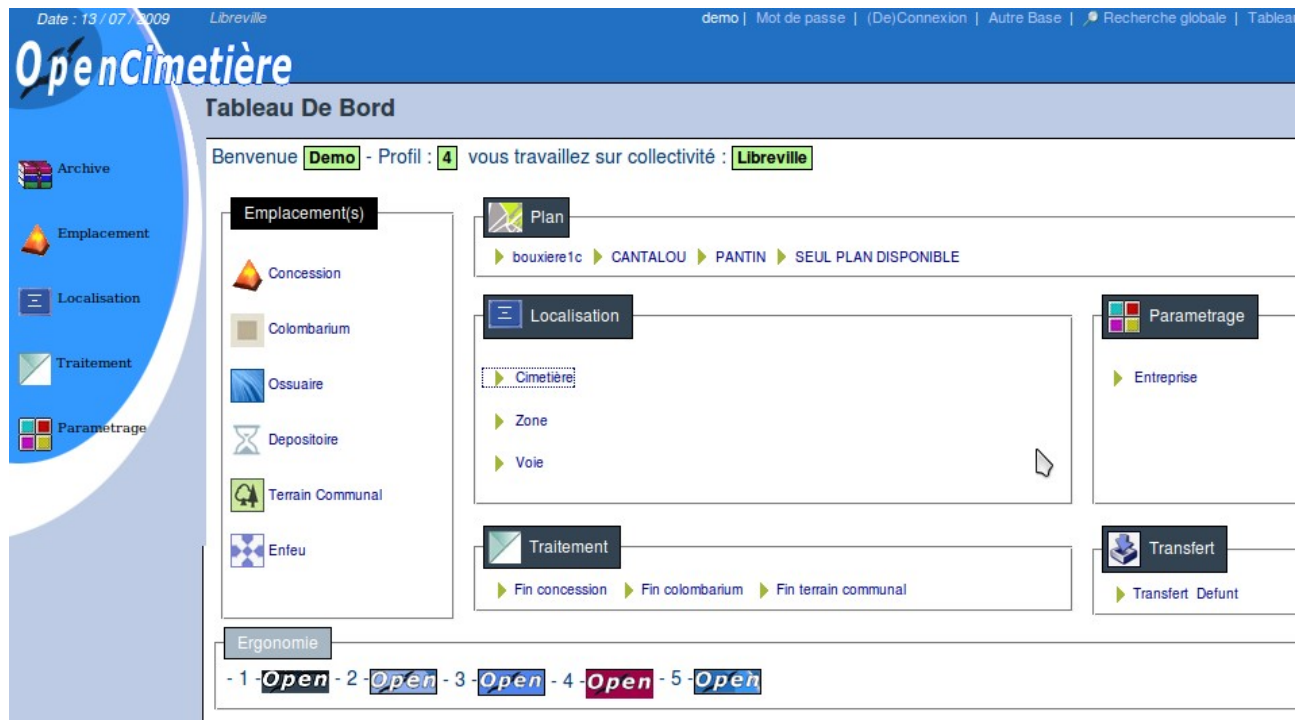 Date : 13 / 07 / 2009 Libreville demo | Mot de passe | (De)Connexion | Autre Base | Recherche globale | Tableau
OpenCimetière
Tableau De Bord
Benvenue Demo - Profil : 4 vous travaillez sur collectivité : Libreville
Archive
Emplacement
Localisation
Traitement
Parametrage
Emplacement(s)
Concession
Colombarium
Ossuaire
Depositoire
Terrain Communal
Enfeu
Plan
bouxiere1c CANTALOU PANTIN SEUL PLAN DISPONIBLE
Localisation
Cimetière
Zone
Voie
Parametrage
Entreprise
Traitement
Fin concession Fin colombarium Fin terrain communal
Transfert
Transfert Defunt
Ergonomie
- 1 - Open - 2 - Open - 3 - Open - 4 - Open - 5 - Open